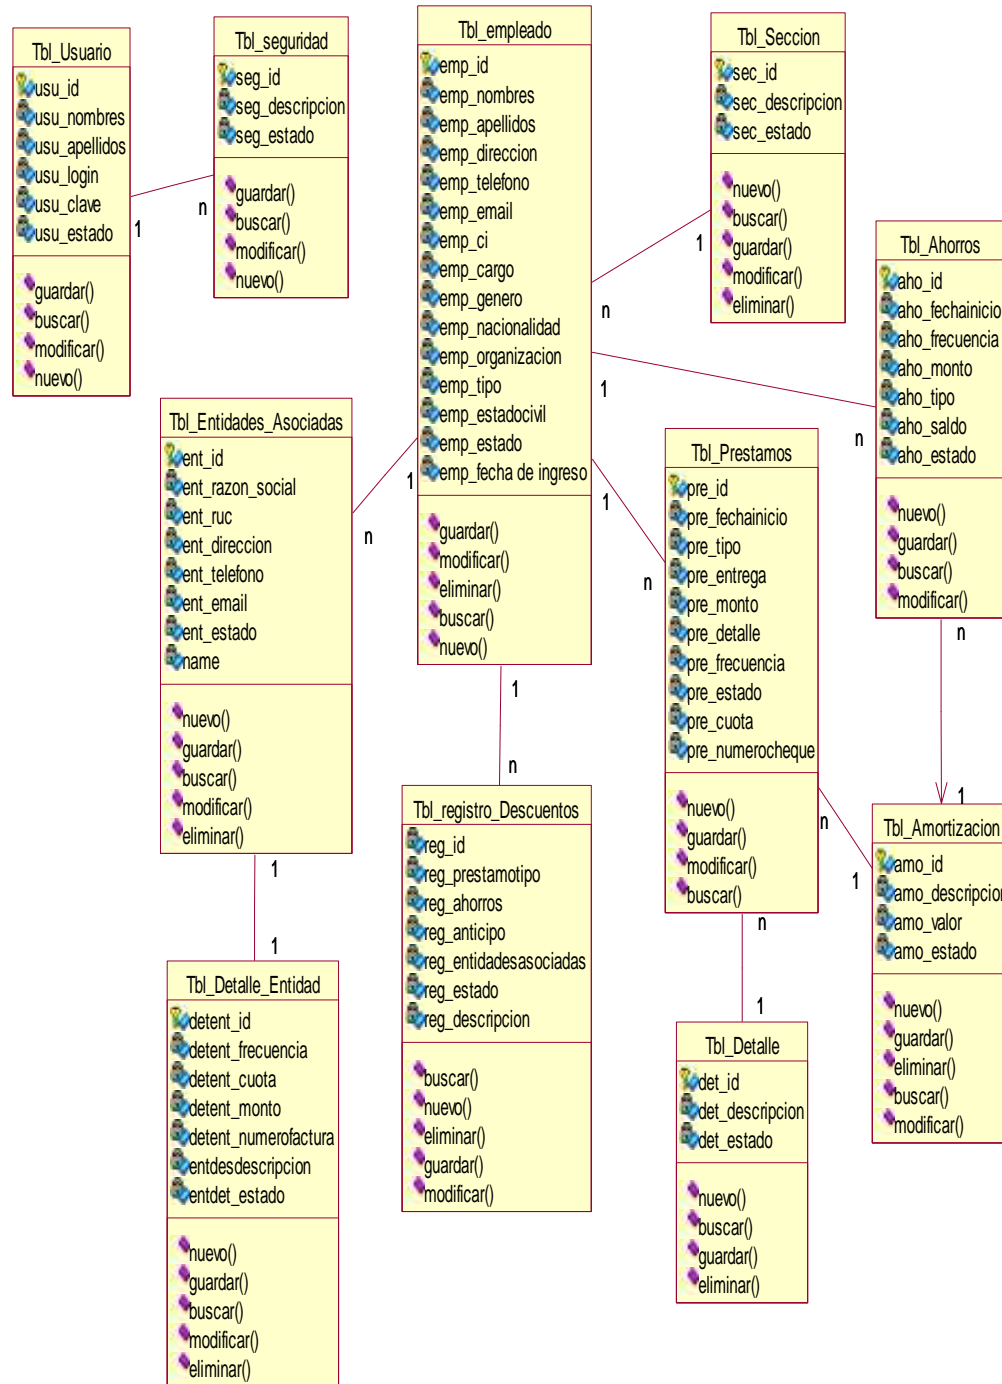 Tbl_Usuario
usu_id
usu_nombres
usu_apellidos
usu_login
usu_clave
usu_estado
guardar()
buscar()
modificar()
nuevo()
1
n
Tbl_seguridad
seg_id
seg_descripcion
seg_estado
guardar()
buscar()
modificar()
nuevo()
Tbl_empleado
emp_id
emp_nombres
emp_apellidos
emp_direccion
emp_telefono
emp_email
emp_ci
emp_cargo
emp_genero
emp_nacionalidad
emp_organizacion
emp_tipo
emp_estadocivil
emp_estado
emp_fecha de ingreso
guardar()
modificar()
eliminar()
buscar()
nuevo()
Tbl_Seccion
sec_id
sec_descripcion
sec_estado
nuevo()
buscar()
guardar()
modificar()
eliminar()
1
n
Tbl_Ahorros
aho_id
aho_fechainicio
aho_frecuencia
aho_monto
aho_tipo
aho_saldo
aho_estado
nuevo()
guardar()
buscar()
modificar()
1
n
n
1
Tbl_Entidades_Asociadas
ent_id
ent_razon_social
ent_ruc
ent_direccion
ent_telefono
ent_email
ent_estado
name
nuevo()
guardar()
buscar()
modificar()
eliminar()
1
n
1
1
Tbl_Prestamos
pre_id
pre_fechainicio
pre_tipo
pre_entrega
pre_monto
pre_detalle
pre_frecuencia
pre_estado
pre_cuota
pre_numerocheque
nuevo()
guardar()
modificar()
buscar()
1
n
n
1
n
1
Tbl_registro_Descuentos
reg_id
reg_prestamotipo
reg_ahorros
reg_anticipo
reg_entidadesasociadas
reg_estado
reg_descripcion
buscar()
nuevo()
eliminar()
guardar()
modificar()
1
n
Tbl_Amortizacion
amo_id
amo_descripcion
amo_valor
amo_estado
nuevo()
guardar()
eliminar()
buscar()
modificar()
Tbl_Detalle_Entidad
detent_id
detent_frecuencia
detent_cuota
detent_monto
detent_numerofactura
entdesdescripcion
entdet_estado
nuevo()
guardar()
buscar()
modificar()
eliminar()
Tbl_Detalle
det_id
det_descripcion
det_estado
nuevo()
buscar()
guardar()
eliminar()